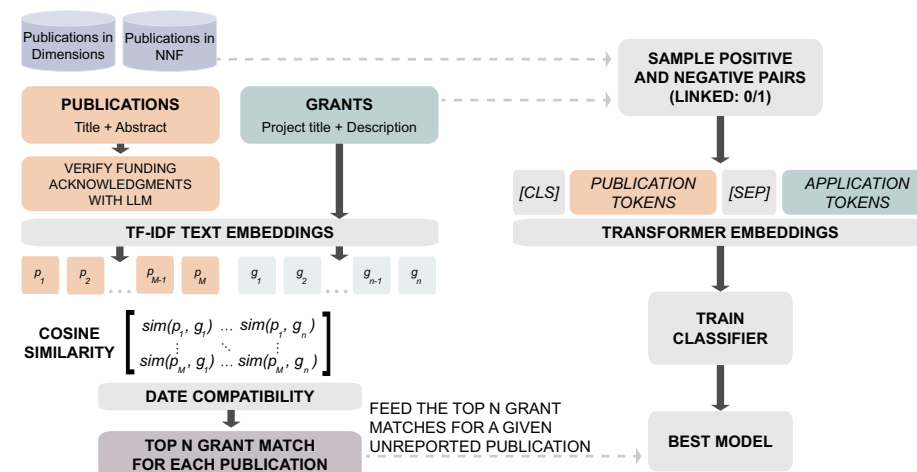 Publications in
Dimensions
Publications in
NNF
PUBLICATIONS
Title + Abstract
GRANTS
Project title + Description
VERIFY FUNDING
ACKNOWLEDGMENTS
WITH LLM
TF-IDF TEXT EMBEDDINGS
p1 p2 ... pM-1 pM g1 g2 ... gn-1 gn
COSINE
SIMILARITY
sim(p1, g1) ... sim(p1, gn)
sim(pM, g1) ... sim(pM, gn)
DATE COMPATIBILITY
TOP N GRANT MATCH
FOR EACH PUBLICATION
FEED THE TOP N GRANT
MATCHES FOR A GIVEN
UNREPORTED PUBLICATION
SAMPLE POSITIVE
AND NEGATIVE PAIRS
(LINKED: 0/1)
[CLS]
PUBLICATION
TOKENS
[SEP]
APPLICATION
TOKENS
TRANSFORMER EMBEDDINGS
TRAIN
CLASSIFIER
BEST MODEL